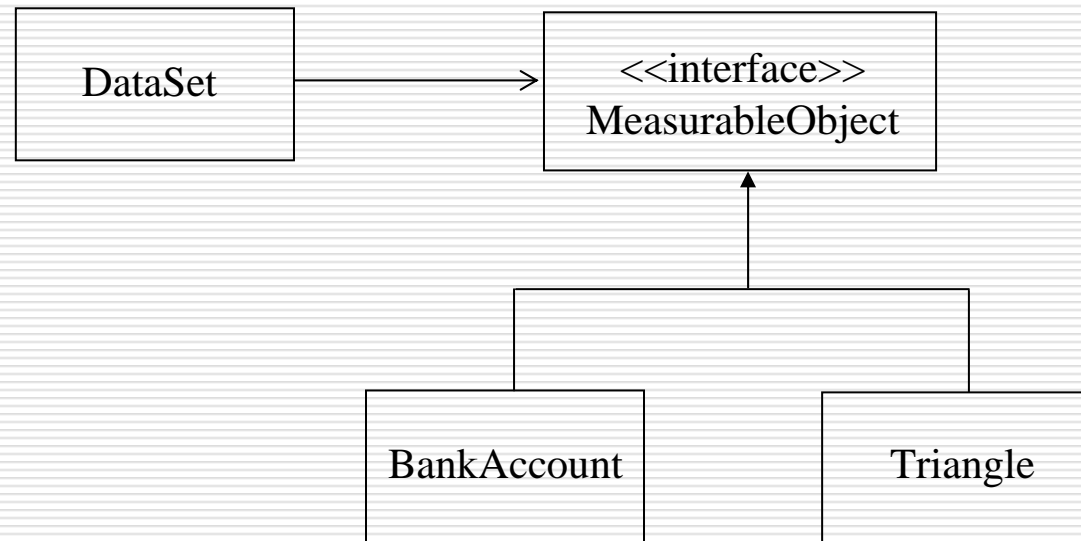 DataSet
<<interface>>
MeasurableObject
BankAccount
Triangle